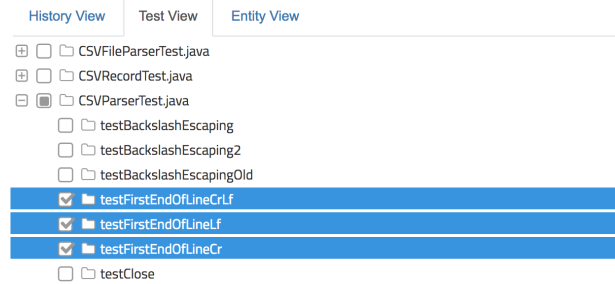 History View Test View Entity View
CSVFileParserTest.java
CSVRecordTest.java
CSVParserTest.java
testBackslashEscaping
testBackslashEscaping2
testBackslashEscapingOld
testFirstEndOfLineCrLf
testFirstEndOfLineLf
testFirstEndOfLineCr
testClose